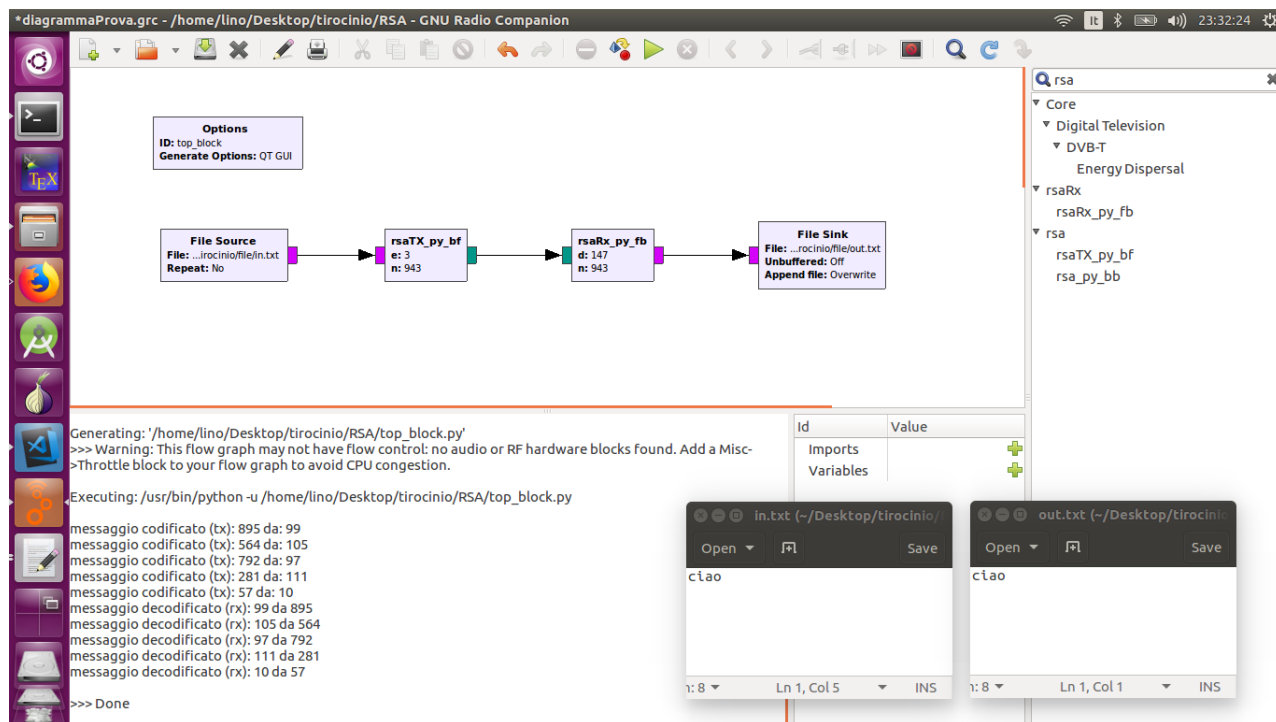 *diagrammaProva.grc - /home/lino/Desktop/tirocinio/RSA - GNU Radio Companion
It
23:32:24
rsa
Core
Digital Television
DVB-T
Energy Dispersal
rsaRx
rsaRx_py_fb
rsa
rsaTX_py_bf
rsa_py_bb
Options
ID: top_block
Generate Options: QT GUI
File Source
File: ...irocinio/file/in.txt
Repeat: No
rsaTX_py_bf
e: 3
n: 943
rsaRx_py_fb
d: 147
n: 943
File Sink
File: ...rocinio/file/out.txt
Unbuffered: Off
Append file: Overwrite
TEX
Generating: '/home/lino/Desktop/tirocinio/RSA/top_block.py'
>>> Warning: This flow graph may not have flow control: no audio or RF hardware blocks found. Add a Misc-
>Throttle block to your flow graph to avoid CPU congestion.
Executing: /usr/bin/python -u /home/lino/Desktop/tirocinio/RSA/top_block.py
messaggio codificato (tx): 895 da: 99
messaggio codificato (tx): 564 da: 105
messaggio codificato (tx): 792 da: 97
messaggio codificato (tx): 281 da: 111
messaggio codificato (tx): 57 da: 10
messaggio decodificato (rx): 99 da 895
messaggio decodificato (rx): 105 da 564
messaggio decodificato (rx): 97 da 792
messaggio decodificato (rx): 111 da 281
messaggio decodificato (rx): 10 da 57
>>> Done
Id Value
Imports
Variables
in.txt (~/Desktop/tirocinio/
Open Save
ciao
n: 8 Ln 1, Col 5 INS
out.txt (~/Desktop/tirocinio
Open Save
ciao
n: 8 Ln 1, Col 1 INS